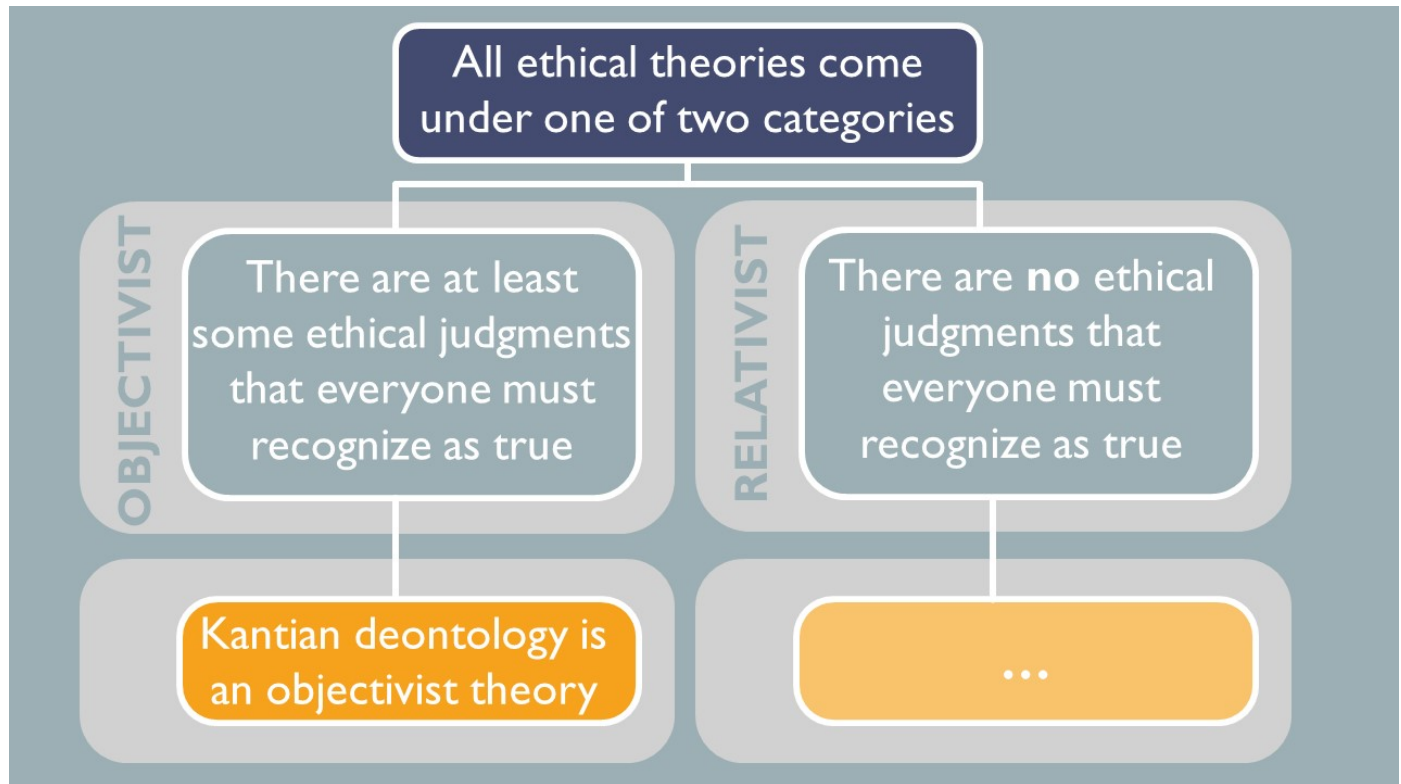 All ethical theories come
under one of two categories
OBJECTIVIST
There are at least
some ethical judgments
that everyone must
recognize as true
RELATIVIST
There are no ethical
judgments that
everyone must
recognize as true
Kantian deontology is
an objectivist theory
...